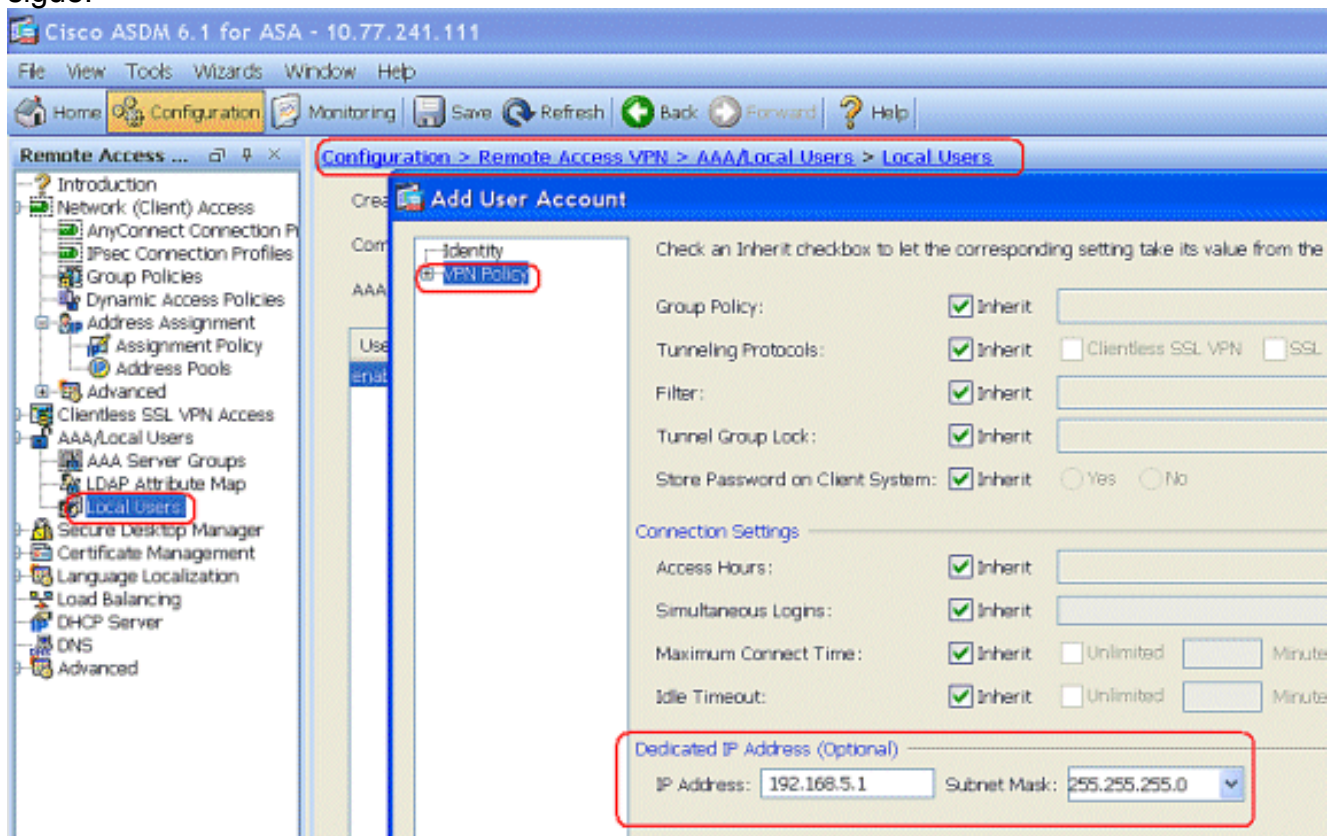 sigue:
Cisco ASDM 6.1 for ASA - 10.77.241.111
File View Tools Wizards Window Help
Home Configuration Monitoring Save Refresh Back Forward Help
Remote Access ...
Introduction
Network (Client) Access
AnyConnect Connection P
IPsec Connection Profiles
Group Policies
Dynamic Access Policies
Address Assignment
Assignment Policy
Address Pools
Advanced
Clientless SSL VPN Access
AAA/Local Users
AAA Server Groups
LDAP Attribute Map
Local Users
Secure Desktop Manager
Certificate Management
Language Localization
Load Balancing
DHCP Server
DNS
Advanced
Configuration > Remote Access VPN > AAA/Local Users > Local Users
Crea
Com
AAA
Use
enab
Add User Account
Identity
VPN Policy
Check an Inherit checkbox to let the corresponding setting take its value from the
Group Policy: Inherit
Tunneling Protocols: Inherit Clientless SSL VPN SSL
Filter: Inherit
Tunnel Group Lock: Inherit
Store Password on Client System: Inherit Yes No
Connection Settings
Access Hours: Inherit
Simultaneous Logins: Inherit
Maximum Connect Time: Inherit Unlimited Minute
Idle Timeout: Inherit Unlimited Minute
Dedicated IP Address (Optional)
IP Address: 192.168.5.1 Subnet Mask: 255.255.255.0